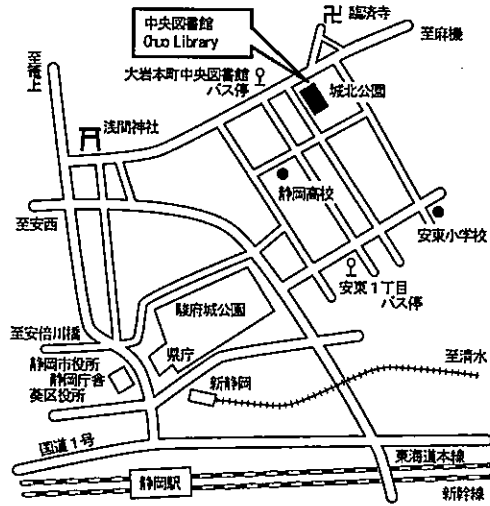 中央図書館
Chuo Library
臨済寺
至麻機
至籠上
大岩本町中央図書館
バス停
城北公園
浅間神社
静岡高校
至安西
安東小学校
安東1丁目
バス停
駿府城公園
至安倍川橋
県庁
静岡市役所
静岡庁舎
葵区役所
新静岡
至清水
国道1号
東海道本線
静岡駅
新幹線